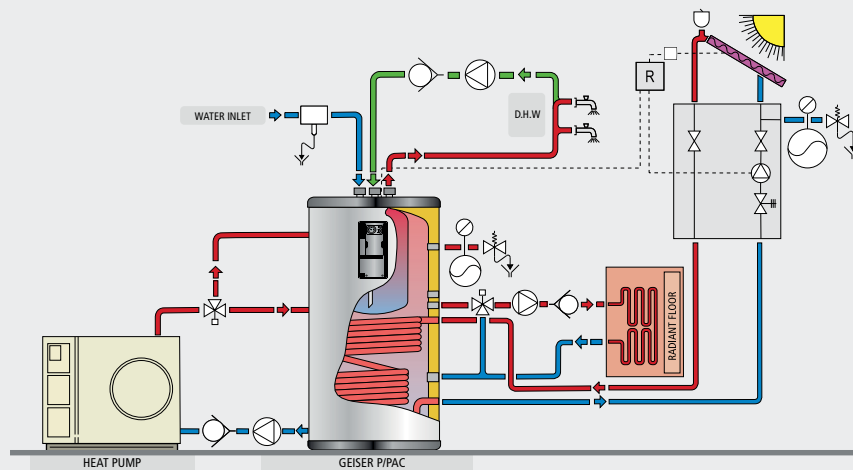 WATER INLET
D.H.W
R
RADIANT FLOOR
HEAT PUMP
GEISER P/PAC